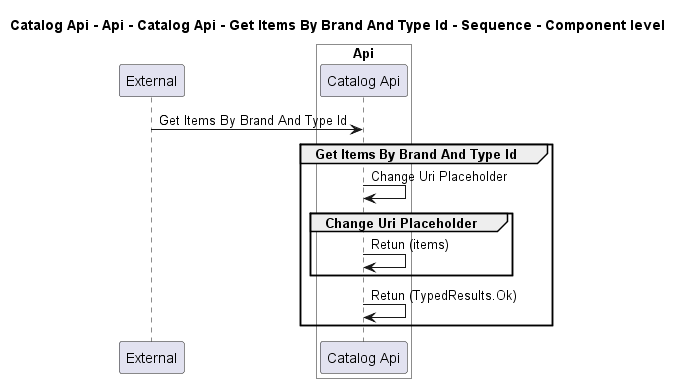 Catalog Api - Api - Catalog Api - Get Items By Brand And Type Id - Sequence - Component level
Api
External
Catalog Api
Get Items By Brand And Type Id
Get Items By Brand And Type Id
Change Uri Placeholder
Change Uri Placeholder
Retun (items)
Retun (TypedResults.Ok)
External
Catalog Api